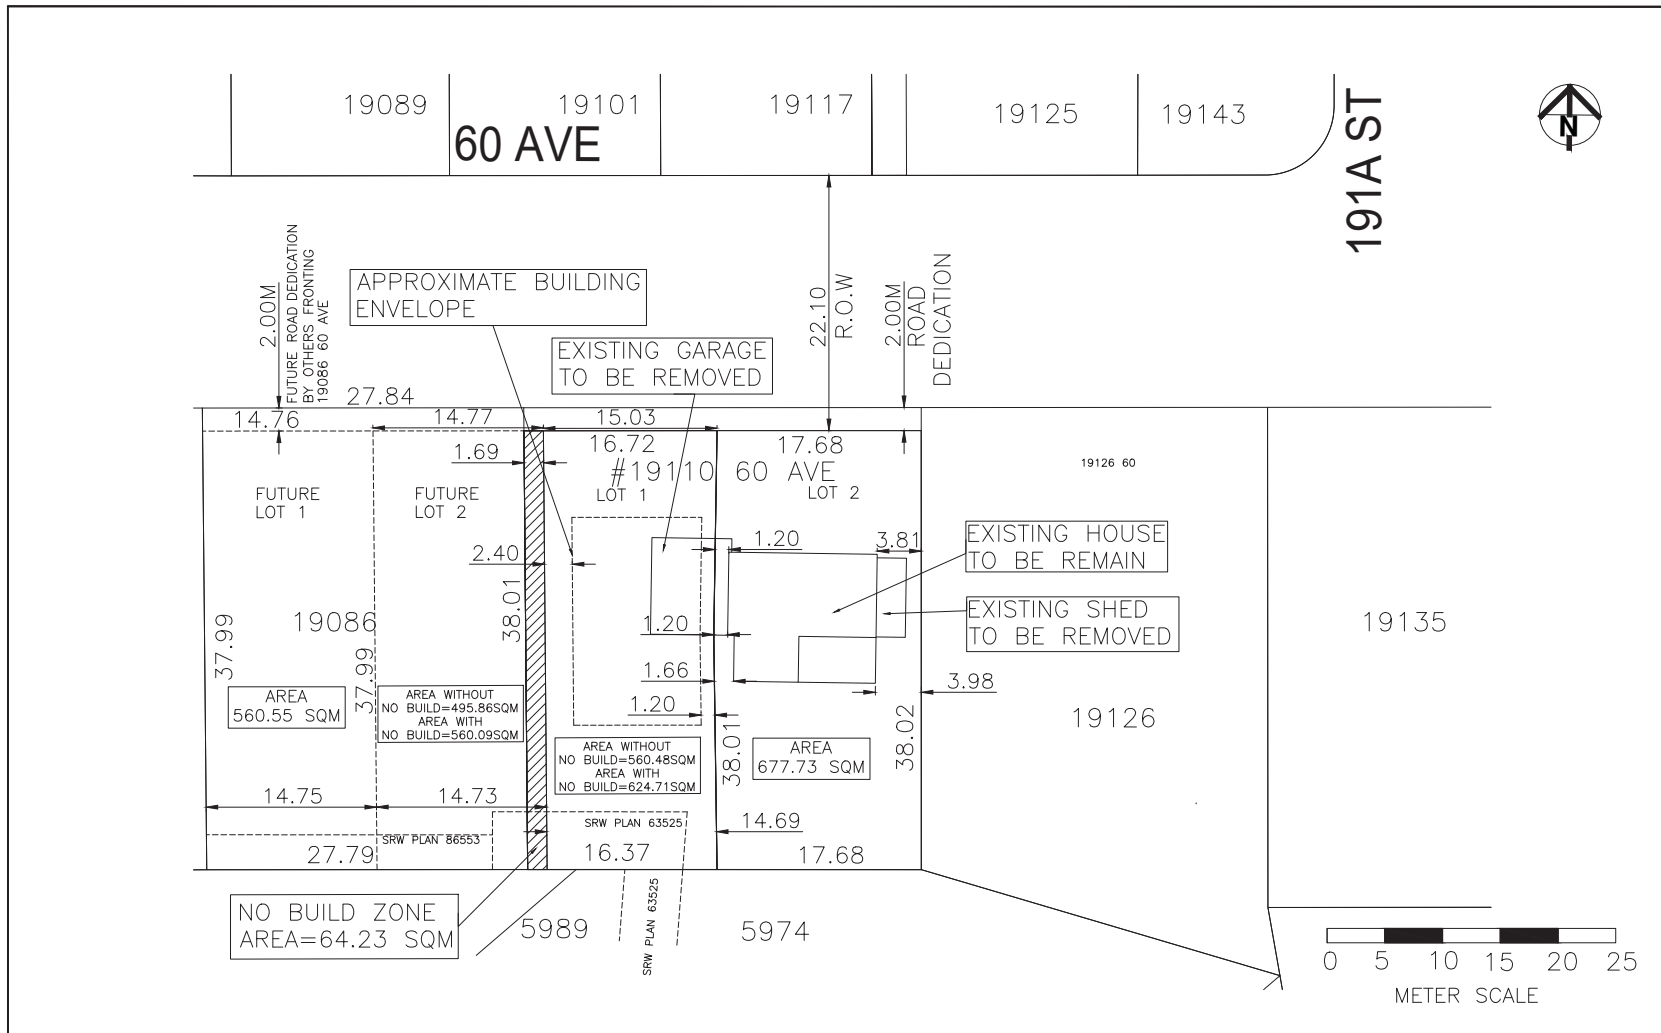 19089
19101
19117
19125
19143
60 AVE
191A ST
N
2.00M
FUTURE ROAD DEDICATION
BY OTHERS FRONTING
19086 60 AVE
APPROXIMATE BUILDING
ENVELOPE
EXISTING GARAGE
TO BE REMOVED
22.10
R.O.W
2.00M
ROAD
DEDICATION
27.84
14.76
14.77
15.03
1.69
16.72
17.68
#19110 60 AVE
LOT 1
LOT 2
19126 60
FUTURE
LOT 1
FUTURE
LOT 2
2.40
1.20
3.81
EXISTING HOUSE
TO BE REMAIN
EXISTING SHED
TO BE REMOVED
38.01
19086
37.99
37.99
1.20
1.66
1.20
3.98
19126
19135
AREA
560.55 SQM
AREA WITHOUT
NO BUILD=495.86SQM
AREA WITH
NO BUILD=560.09SQM
AREA WITHOUT
NO BUILD=560.48SQM
AREA WITH
NO BUILD=624.71SQM
38.01
AREA
677.73 SQM
38.02
14.75
14.73
SRW PLAN 63525
14.69
SRW PLAN 86553
27.79
16.37
17.68
NO BUILD ZONE
AREA=64.23 SQM
5989
SRW PLAN 63525
5974
0 5 10 15 20 25
METER SCALE